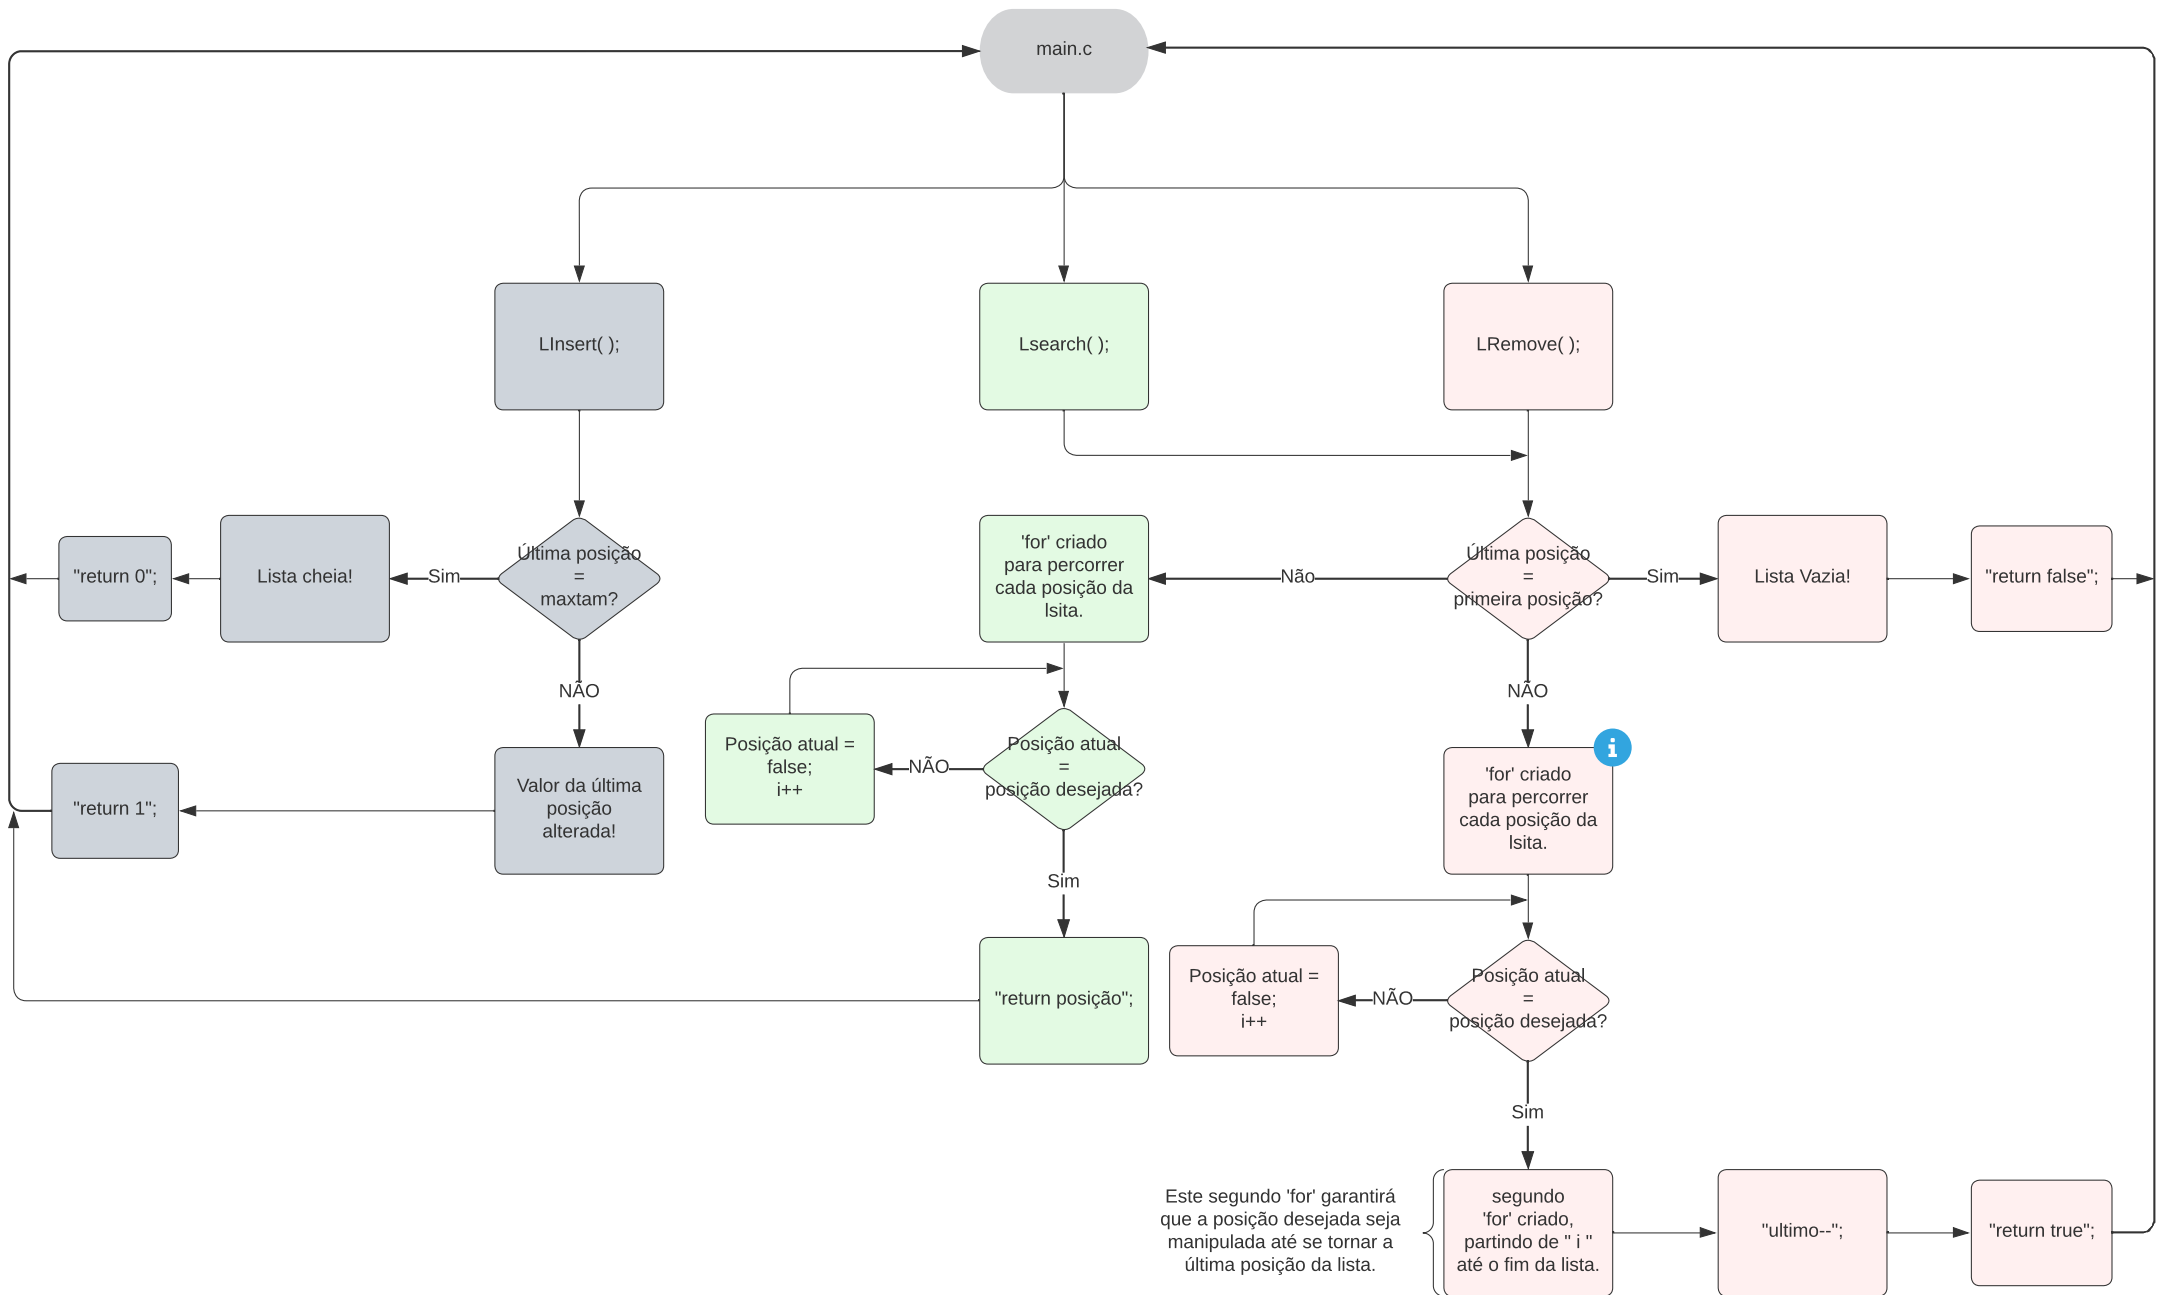 main.c
LInsert( );
Lsearch( );
LRemove( );
"return 0";
Lista cheia!
Sim
Última posição
=
maxtam?
'for' criado
para percorrer
cada posição da
lsita.
Não
Última posição
=
primeira posição?
Sim
Lista Vazia!
"return false";
NÃO
NÃO
"return 1";
Valor da última
posição
alterada!
Posição atual =
false;
i++
NÃO
Posição atual
=
posição desejada?
'for' criado
para percorrer
cada posição da
lsita.
Sim
"return posição";
Posição atual =
false;
i++
NÃO
Posição atual
=
posição desejada?
Sim
Este segundo 'for' garantirá
que a posição desejada seja
manipulada até se tornar a
última posição da lista.
segundo
'for' criado,
partindo de " i "
até o fim da lista.
"ultimo--";
"return true";